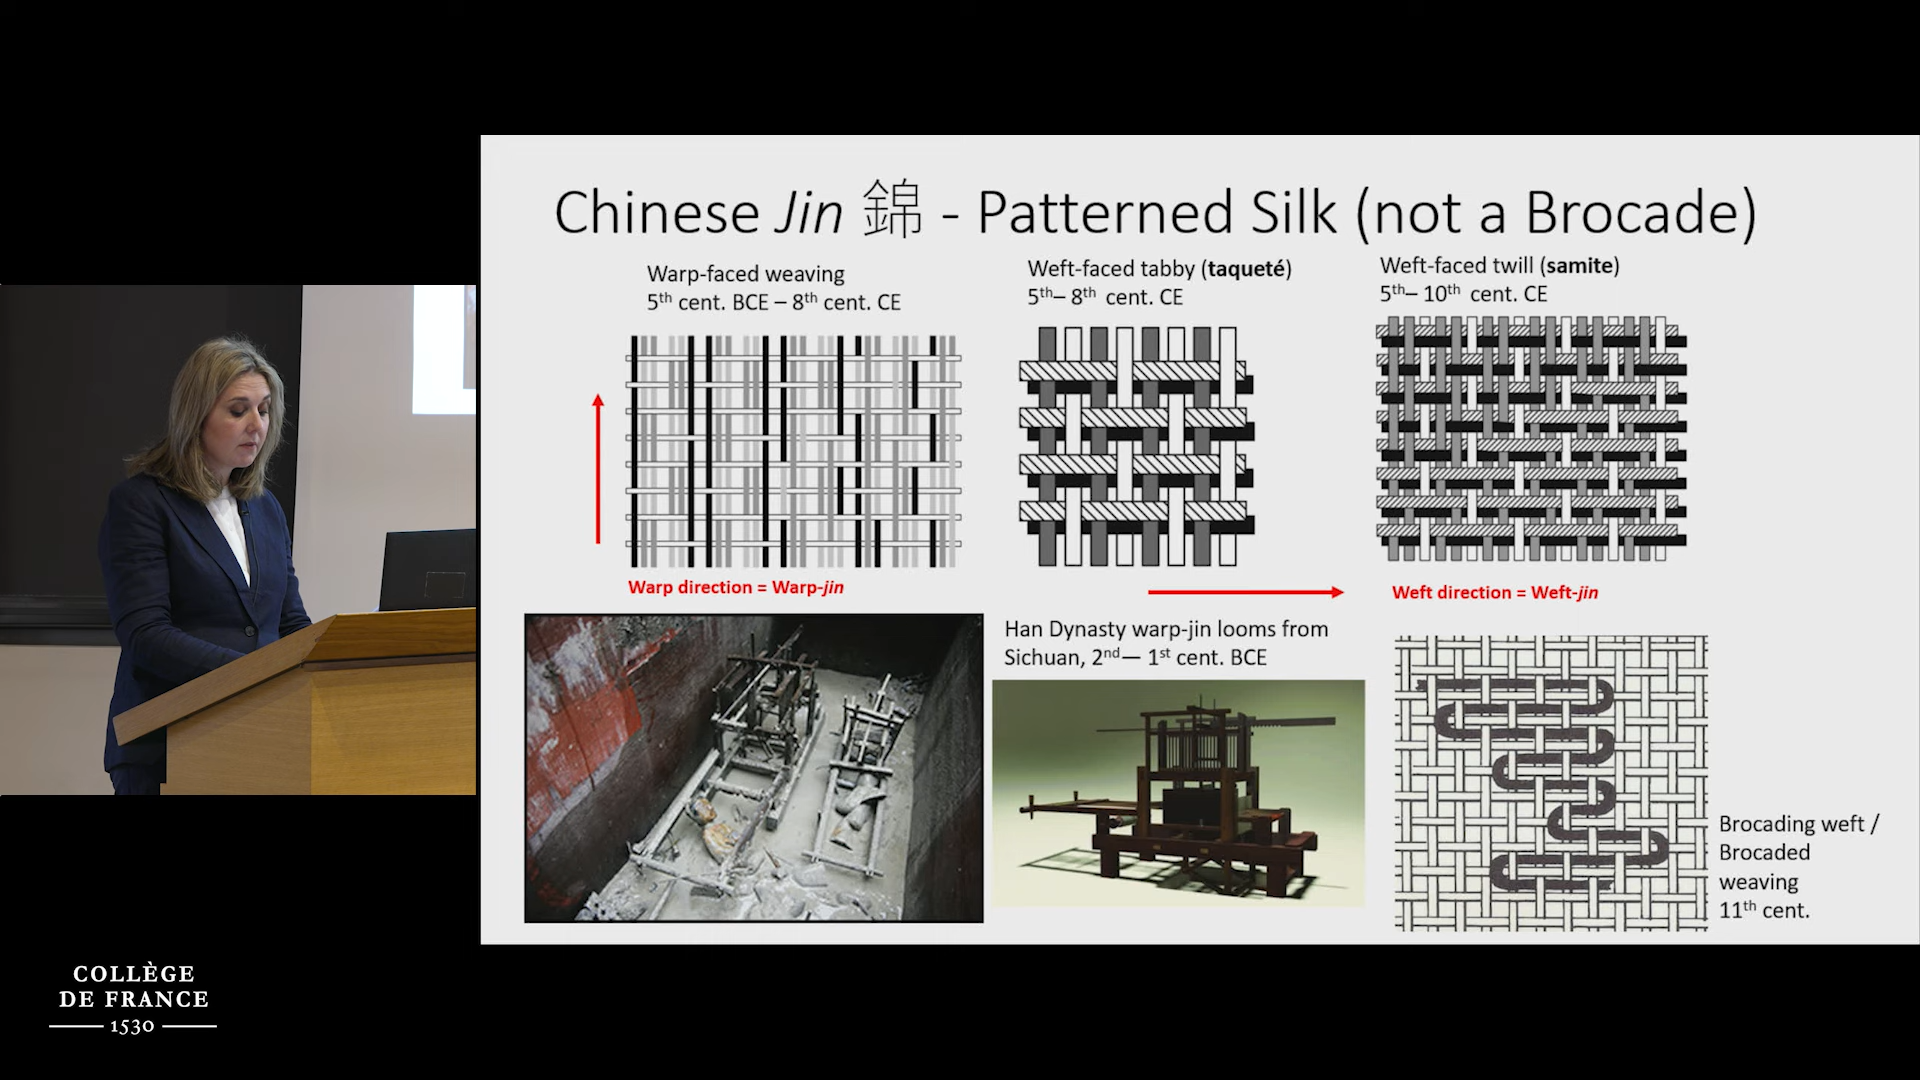 Chinese Jin 錦 - Patterned Silk (not a Brocade)
Warp-faced weaving
5th cent. BCE – 8th cent. CE
Weft-faced tabby (taqueté)
5th– 8th cent. CE
Weft-faced twill (samite)
5th– 10th cent. CE
Warp direction = Warp-jin
Weft direction = Weft-jin
Han Dynasty warp-jin looms from
Sichuan, 2nd— 1st cent. BCE
Brocading weft /
Brocaded
weaving
11th cent.
COLLÈGE
DE FRANCE
1530